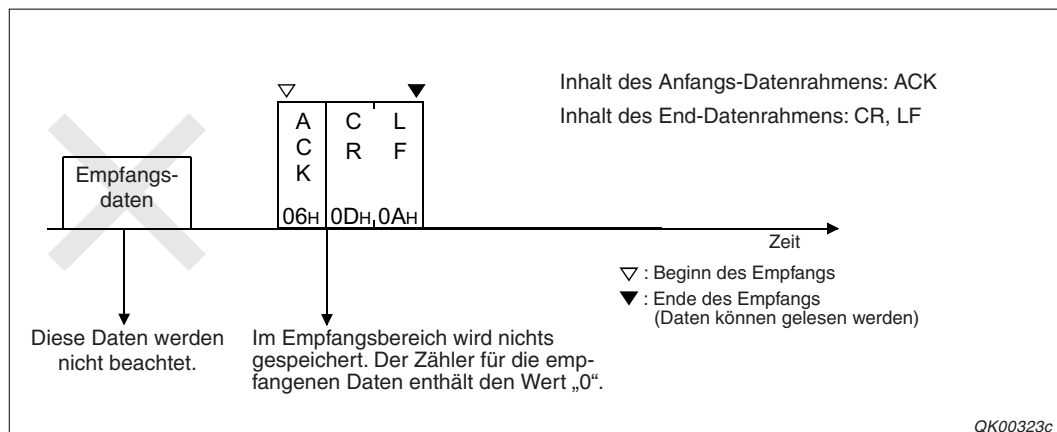 Inhalt des Anfangs-Datenrahmens: ACK
Inhalt des End-Datenrahmens: CR, LF
A C L
C R F
K
Empfangs-
daten
06H 0DH 0AH
Zeit
▽ : Beginn des Empfangs
▼ : Ende des Empfangs
(Daten können gelesen werden)
Diese Daten werden
nicht beachtet.
Im Empfangsbereich wird nichts
gespeichert. Der Zähler für die emp-
fangenen Daten enthält den Wert „0“.
QK00323c